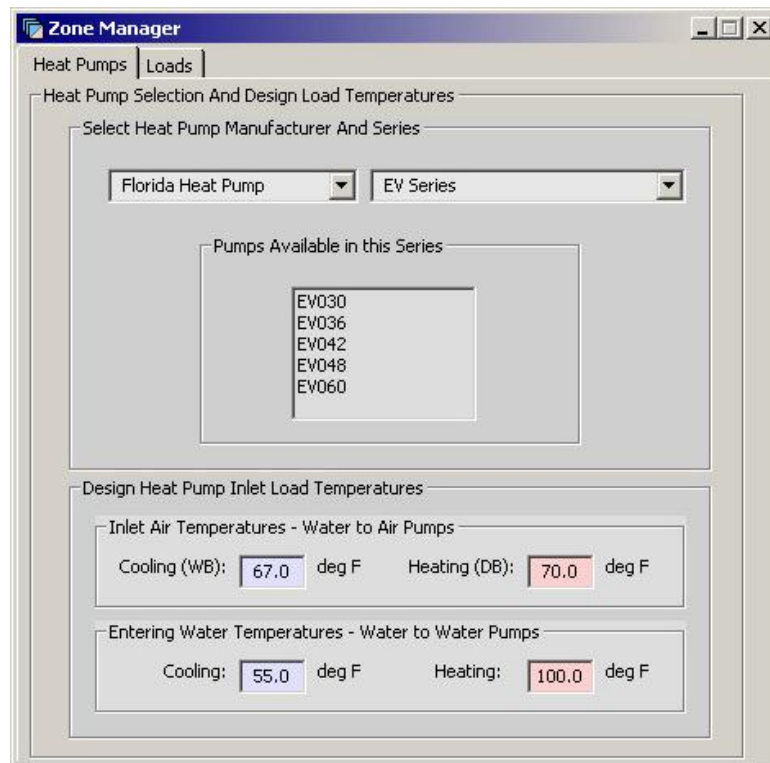 Zone Manager
Heat Pumps Loads
Heat Pump Selection And Design Load Temperatures
Select Heat Pump Manufacturer And Series
Florida Heat Pump EV Series
Pumps Available in this Series
EV030
EV036
EV042
EV048
EV060
Design Heat Pump Inlet Load Temperatures
Inlet Air Temperatures - Water to Air Pumps
Cooling (WB): 67.0 deg F Heating (DB): 70.0 deg F
Entering Water Temperatures - Water to Water Pumps
Cooling: 55.0 deg F Heating: 100.0 deg F